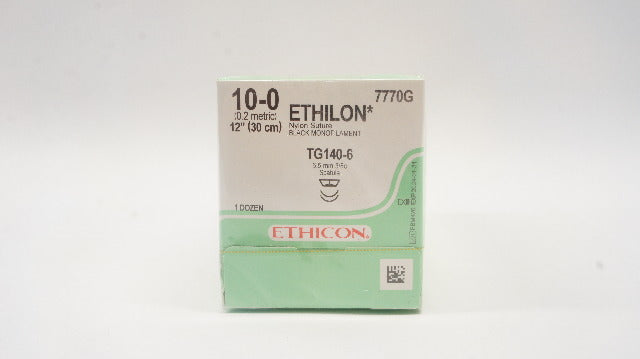 10-0
(0.2 metric)
12" (30 cm)
ETHILON*
7770G
Nylon Suture
BLACK MONOFILAMENT
TG140-6
Spatula
1 DOZEN
ETHICON